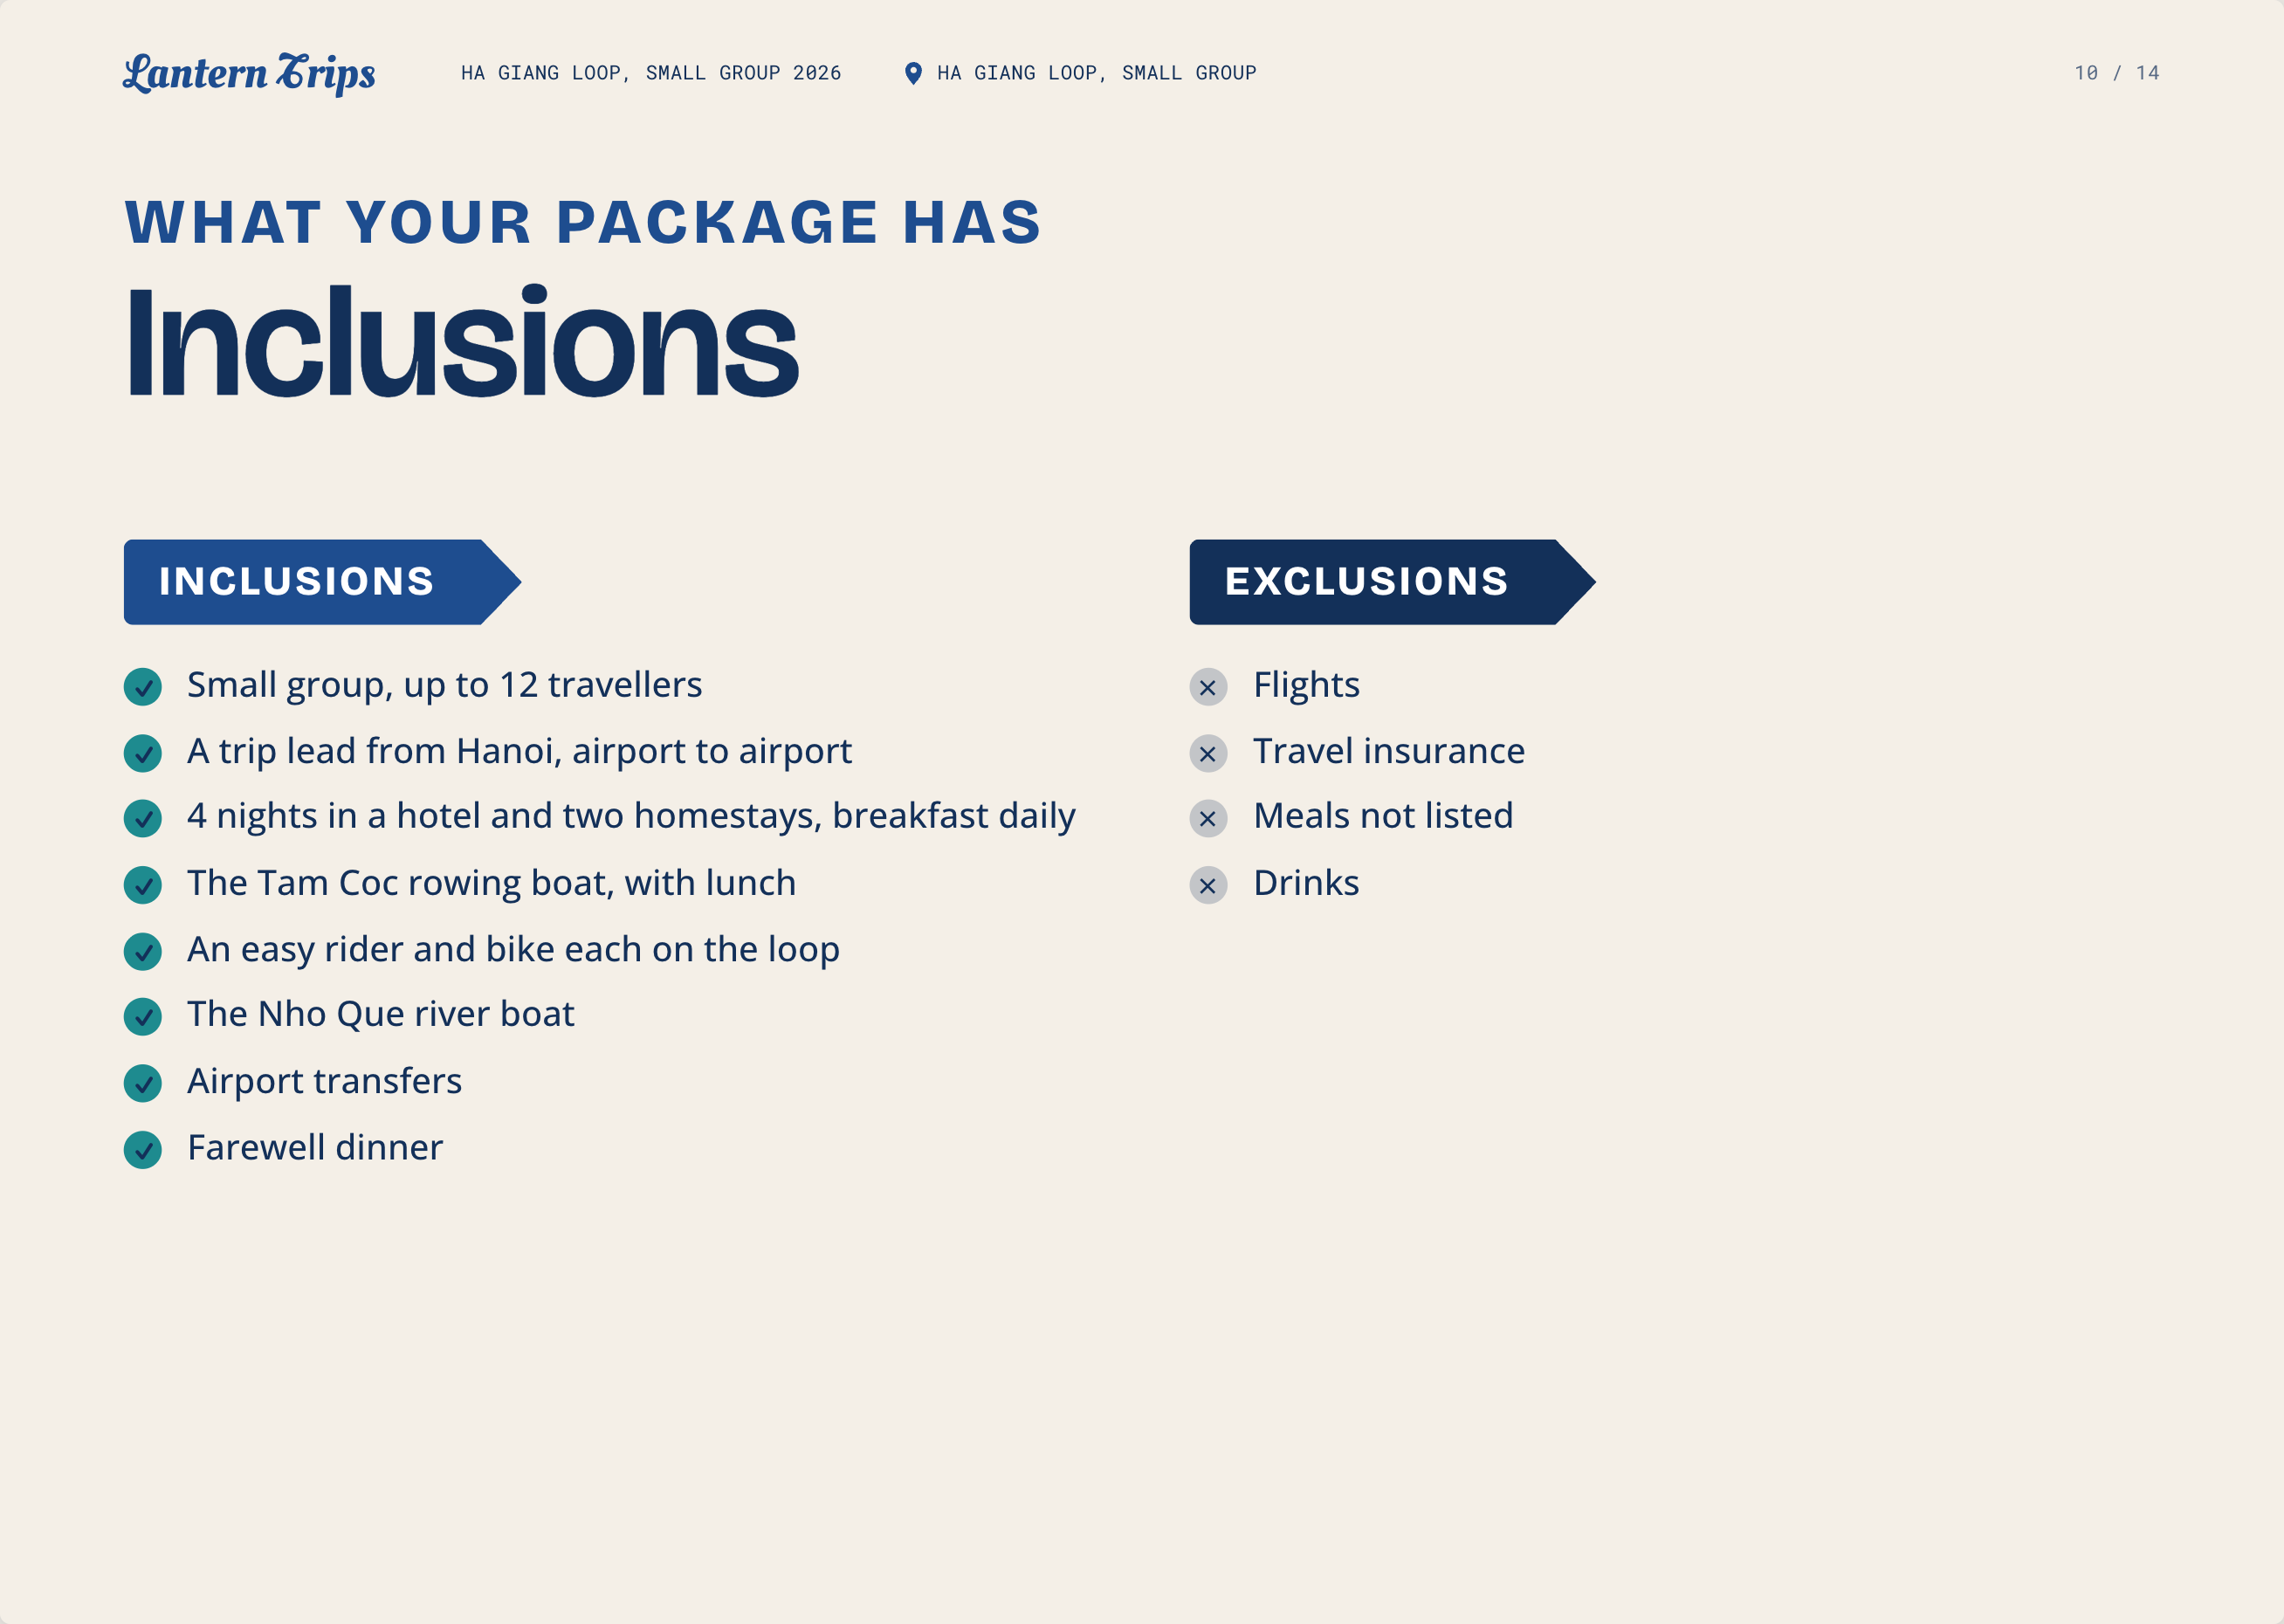 Lantern Trips
HA GIANG LOOP, SMALL GROUP 2026
HA GIANG LOOP, SMALL GROUP
10 / 14
WHAT YOUR PACKAGE HAS
Inclusions
INCLUSIONS
Small group, up to 12 travellers
A trip lead from Hanoi, airport to airport
4 nights in a hotel and two homestays, breakfast daily
The Tam Coc rowing boat, with lunch
An easy rider and bike each on the loop
The Nho Que river boat
Airport transfers
Farewell dinner
EXCLUSIONS
Flights
Travel insurance
Meals not listed
Drinks